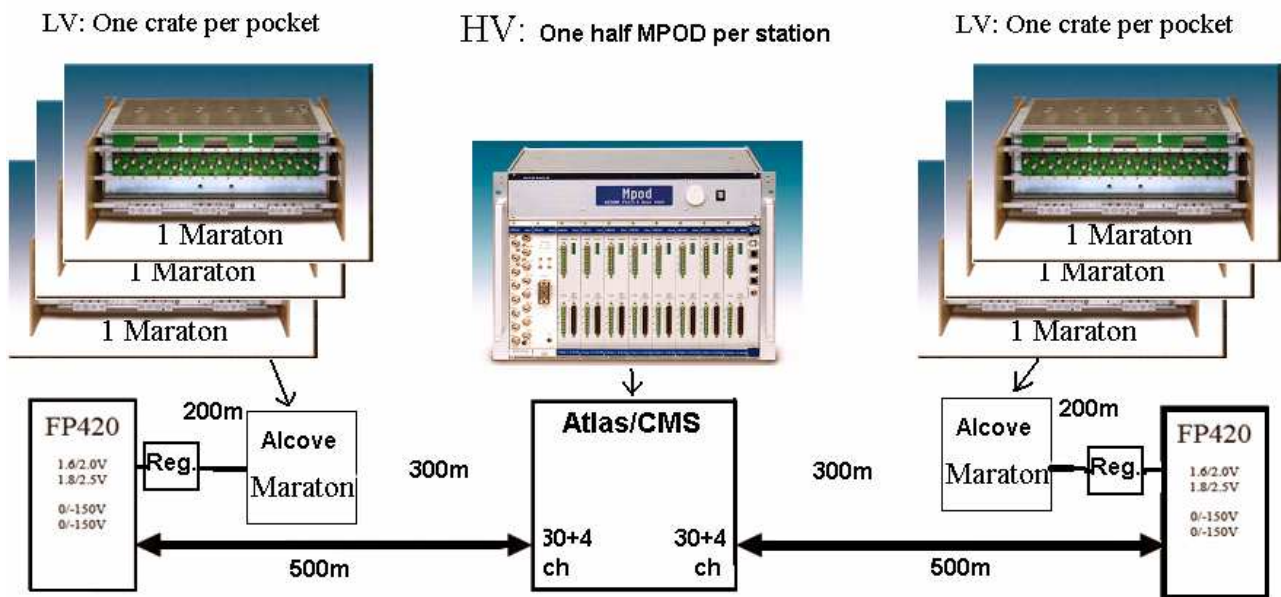 LV: One crate per pocket
HV: One half MPOD per station
LV: One crate per pocket
1 Maraton
1 Maraton
1 Maraton
Mpod
1 Maraton
1 Maraton
1 Maraton
FP420
1.6/2.0V
1.8/2.5V
0/-150V
0/-150V
Reg.
200m
Alcove
Maraton
300m
Atlas/CMS
30+4
ch
30+4
ch
300m
Alcove
Maraton
200m
Reg.
FP420
1.6/2.0V
1.8/2.5V
0/-150V
0/-150V
500m
500m